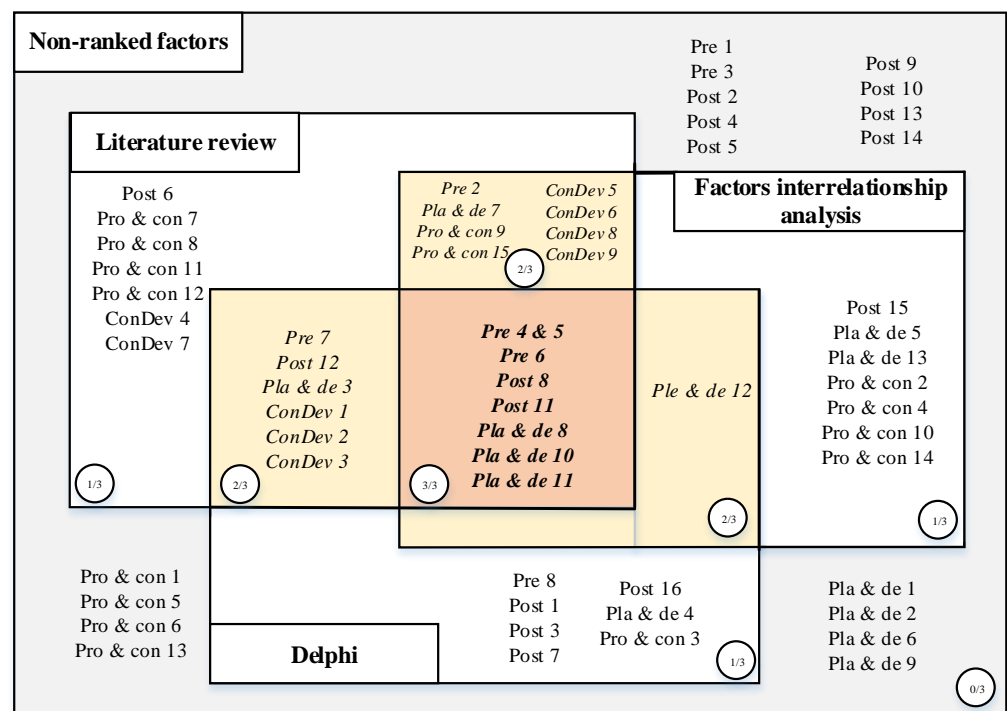 Non-ranked factors
Pre 1
Pre 3
Post 2
Post 4
Post 5
Post 9
Post 10
Post 13
Post 14
Literature review
Post 6
Pro & con 7
Pro & con 8
Pro & con 11
Pro & con 12
ConDev 4
ConDev 7
1/3
Pre 2
Pla & de 7
Pro & con 9
Pro & con 15
ConDev 5
ConDev 6
ConDev 8
ConDev 9
2/3
Factors interrelationship
analysis
Post 15
Pla & de 5
Pla & de 13
Pro & con 2
Pro & con 4
Pro & con 10
Pro & con 14
1/3
Pre 7
Post 12
Pla & de 3
ConDev 1
ConDev 2
ConDev 3
2/3
Pre 4 & 5
Pre 6
Post 8
Post 11
Pla & de 8
Pla & de 10
Pla & de 11
3/3
Ple & de 12
2/3
Pro & con 1
Pro & con 5
Pro & con 6
Pro & con 13
Delphi
Pre 8
Post 1
Post 3
Post 7
Post 16
Pla & de 4
Pro & con 3
1/3
Pla & de 1
Pla & de 2
Pla & de 6
Pla & de 9
0/3